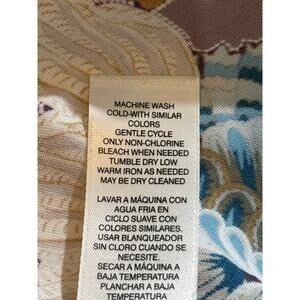 MACHINE WASH
COLD-WITH SIMILAR
COLORS
GENTLE CYCLE
ONLY NON-CHLORINE
BLEACH WHEN NEEDED
TUMBLE DRY LOW
WARM IRON AS NEEDED
MAY BE DRY CLEANED
LAVAR A MÁQUINA CON
AGUA FRIA EN
CICLO SUAVE CON
COLORES SIMILARES.
USAR BLANQUEADOR
SIN CLORO CUANDO SE
NECESITE.
SECAR A MÁQUINA A
BAJA TEMPERATURA
PLANCHAR A BAJA
TEMPERATURA